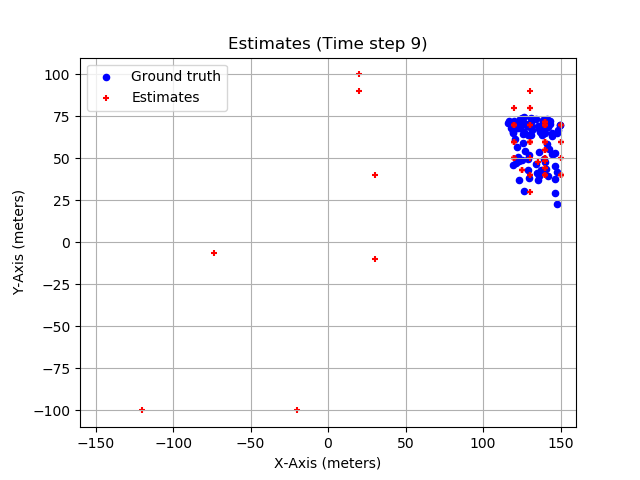 Estimates (Time step 9)
Ground truth
Estimates
100
75
50
25
0
−25
−50
−75
−100
Y-Axis (meters)
−150 −100 −50 0 50 100 150
X-Axis (meters)